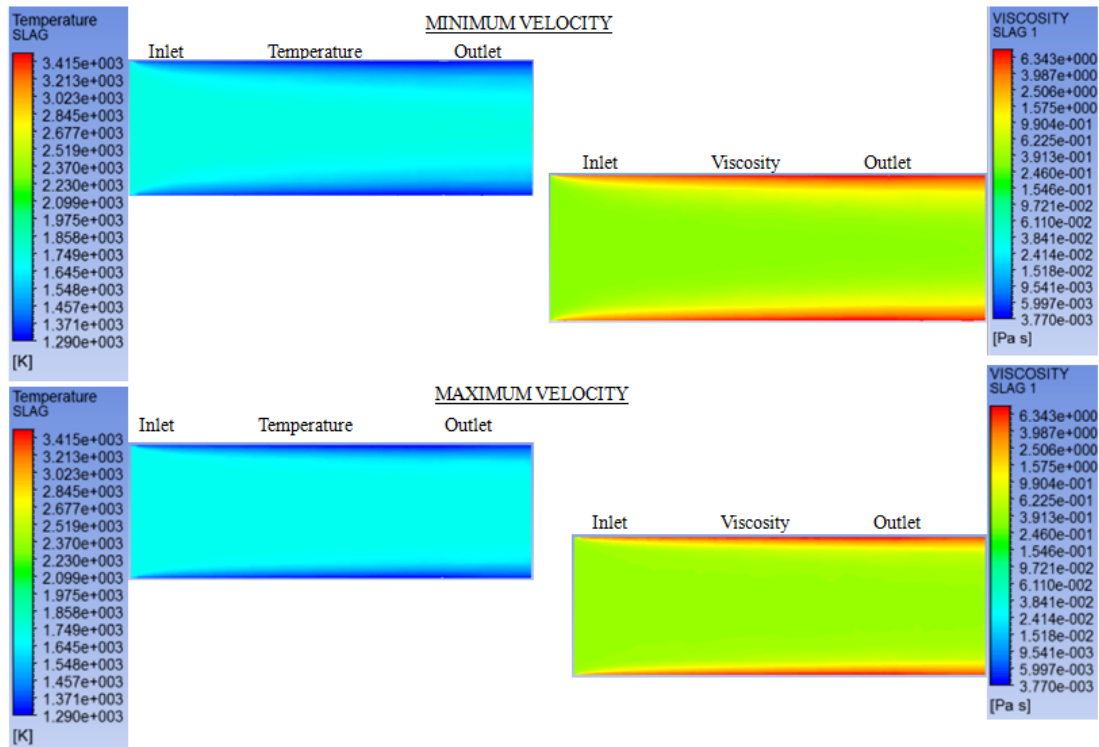 MINIMUM VELOCITY
Temperature
SLAG
3.415e+003
3.213e+003
3.023e+003
2.845e+003
2.677e+003
2.519e+003
2.370e+003
2.230e+003
2.099e+003
1.975e+003
1.858e+003
1.749e+003
1.645e+003
1.548e+003
1.457e+003
1.371e+003
1.290e+003
[K]
Inlet Temperature Outlet
Inlet Viscosity Outlet
VISCOSITY
SLAG 1
6.343e+000
3.987e+000
2.506e+000
1.575e+000
9.904e-001
6.225e-001
3.913e-001
2.460e-001
1.546e-001
9.721e-002
6.110e-002
3.841e-002
2.414e-002
1.518e-002
9.541e-003
5.997e-003
3.770e-003
[Pa s]
MAXIMUM VELOCITY
Temperature
SLAG
3.415e+003
3.213e+003
3.023e+003
2.845e+003
2.677e+003
2.519e+003
2.370e+003
2.230e+003
2.099e+003
1.975e+003
1.858e+003
1.749e+003
1.645e+003
1.548e+003
1.457e+003
1.371e+003
1.290e+003
[K]
Inlet Temperature Outlet
Inlet Viscosity Outlet
VISCOSITY
SLAG 1
6.343e+000
3.987e+000
2.506e+000
1.575e+000
9.904e-001
6.225e-001
3.913e-001
2.460e-001
1.546e-001
9.721e-002
6.110e-002
3.841e-002
2.414e-002
1.518e-002
9.541e-003
5.997e-003
3.770e-003
[Pa s]